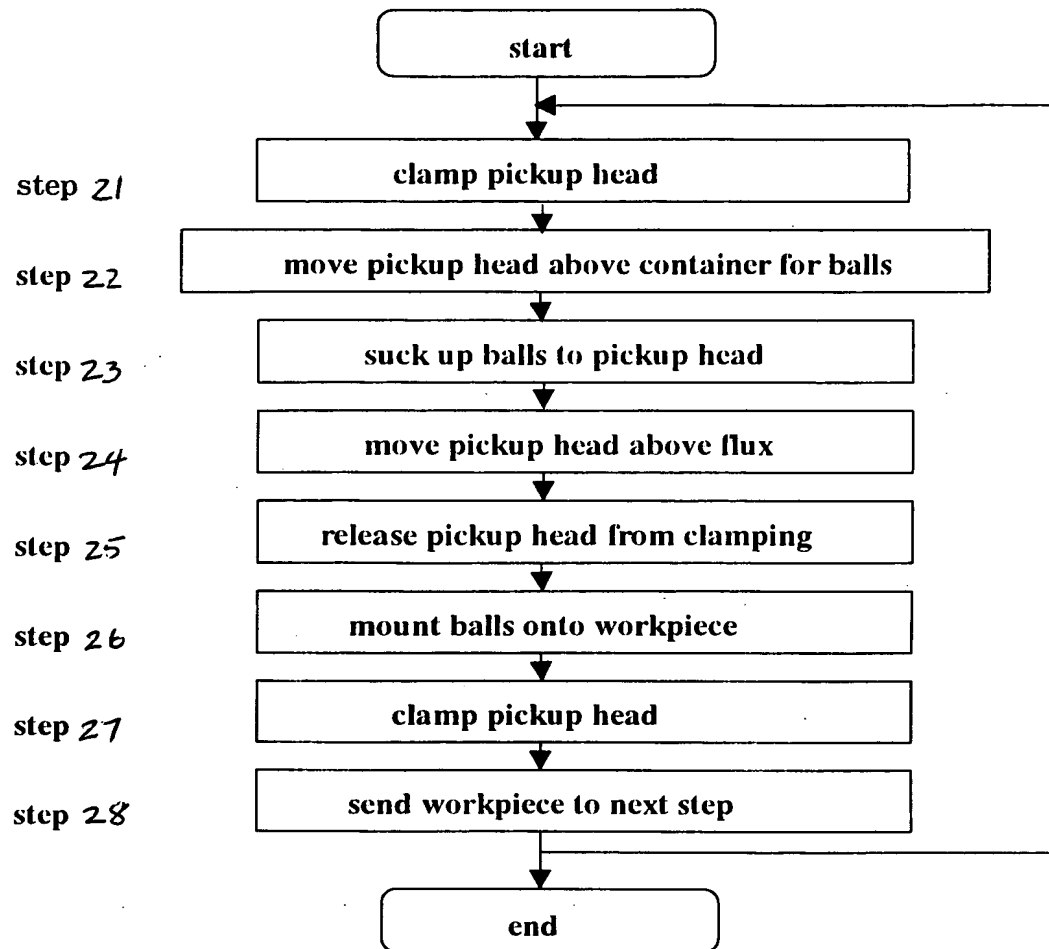 start
step 21 clamp pickup head
step 22 move pickup head above container for balls
step 23 suck up balls to pickup head
step 24 move pickup head above flux
step 25 release pickup head from clamping
step 26 mount balls onto workpiece
step 27 clamp pickup head
step 28 send workpiece to next step
end